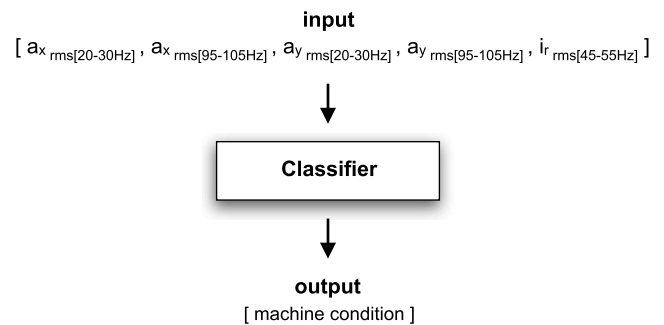 input
[ ax rms[20-30Hz] , ax rms[95-105Hz] , ay rms[20-30Hz] , ay rms[95-105Hz] , ir rms[45-55Hz] ]
Classifier
output
[ machine condition ]